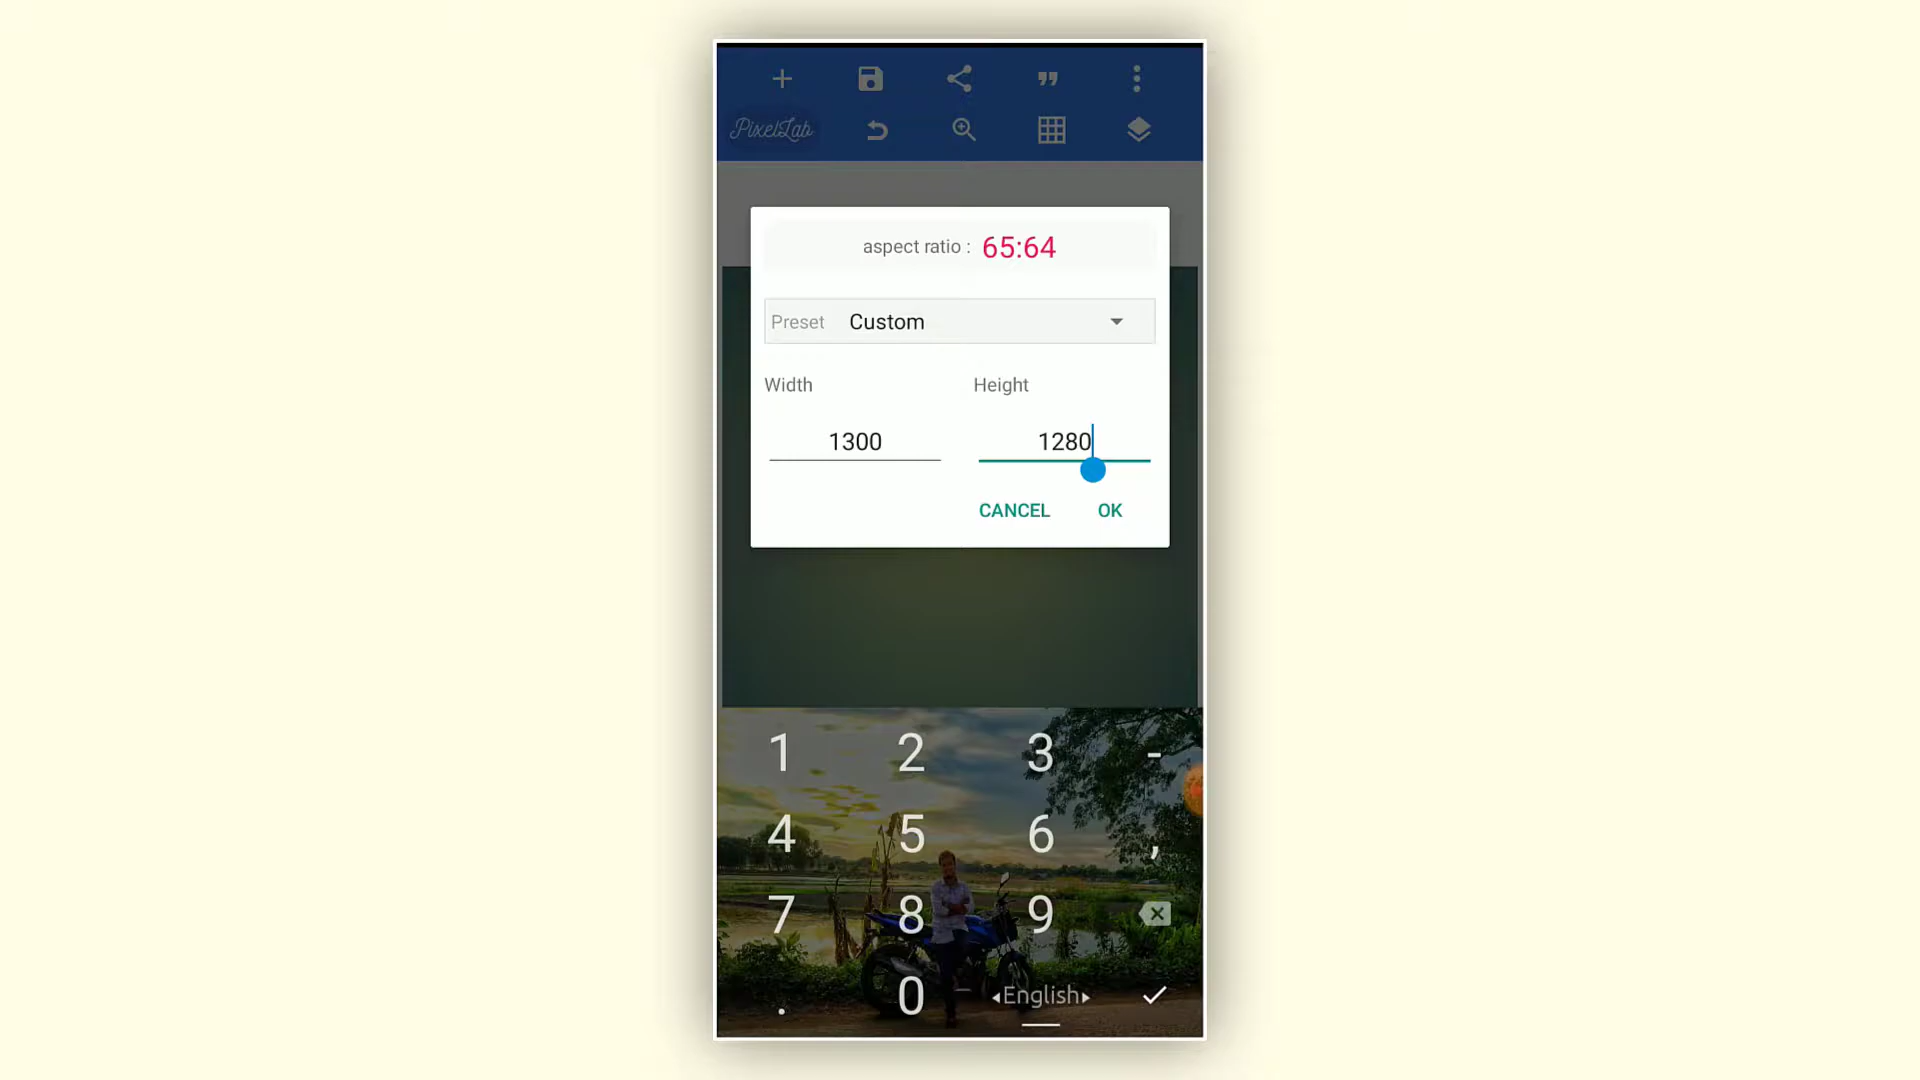 PixelLab
aspect ratio : 65:64
Preset Custom
Width Height
1300 1280
CANCEL OK
1 2 3 -
4 5 6 ,
7 8 9
. 0 English